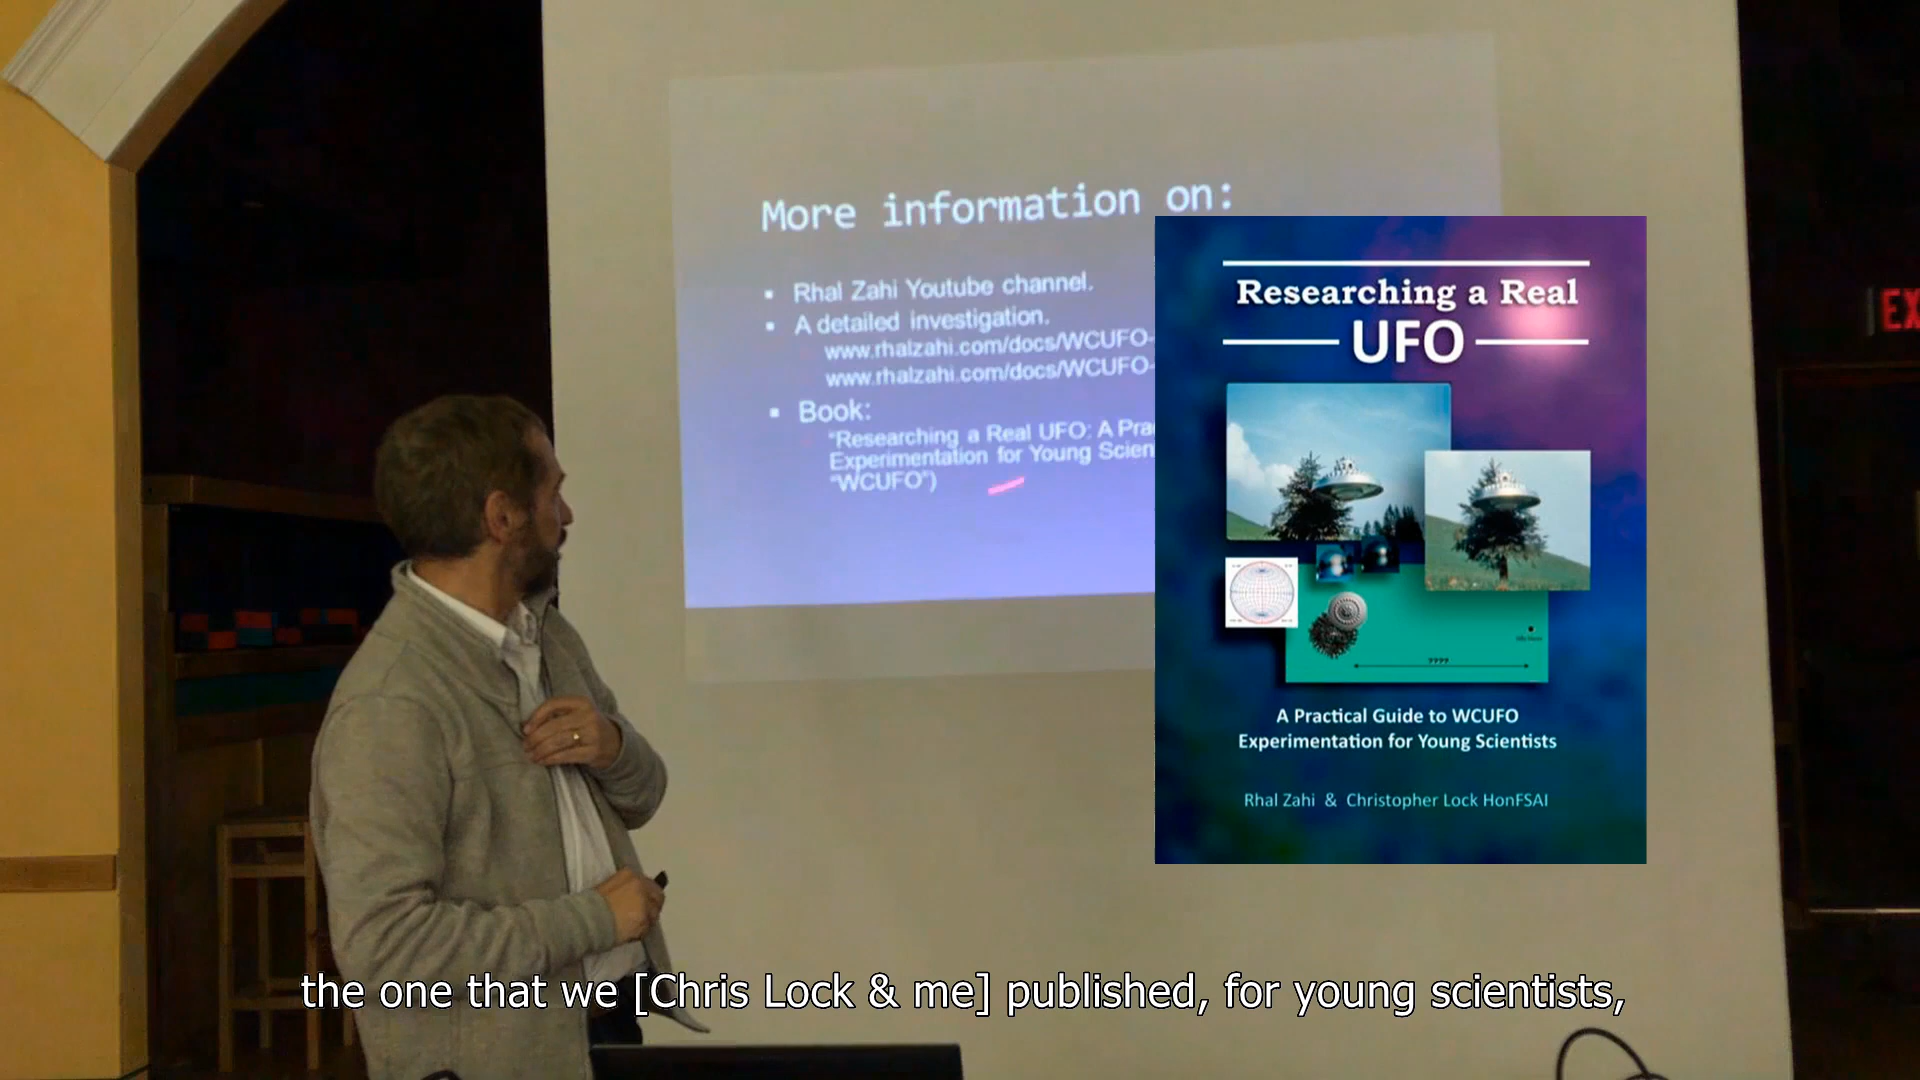 More information on:
▪ Rhal Zahi Youtube channel.
▪ A detailed investigation.
www.rhalzahi.com/docs/WCUFO-
www.rhalzahi.com/docs/WCUFO-
▪ Book:
"Researching a Real UFO: A Pra
Experimentation for Young Scien
"WCUFO")
Researching a Real
UFO
????
A Practical Guide to WCUFO
Experimentation for Young Scientists
Rhal Zahi & Christopher Lock HonFSAI
EX
the one that we [Chris Lock & me] published, for young scientists,